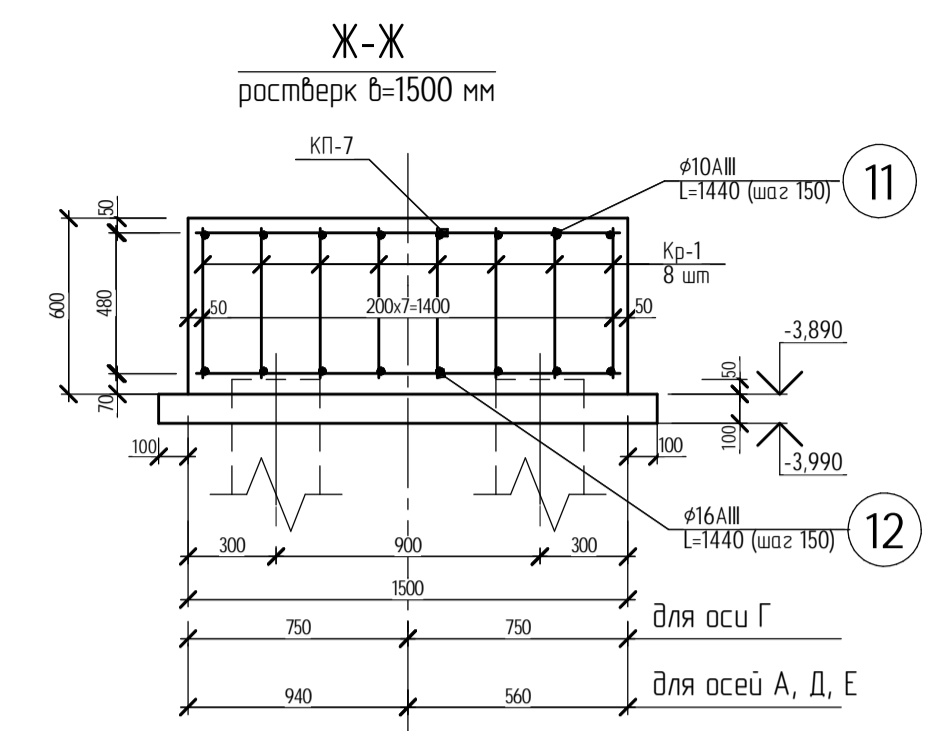 Ж-Ж
ростверк в=1500 мм
КП-7
ϕ10АIII
L=1440 (шаг 150)
11
Кр-1
8 шт
50
600
480
70
50
200х7=1400
50
-3,890
50
100
-3,990
100
100
ϕ16АIII
L=1440 (шаг 150)
12
300
900
300
1500
750
750
для оси Г
940
560
для осей А, Д, Е